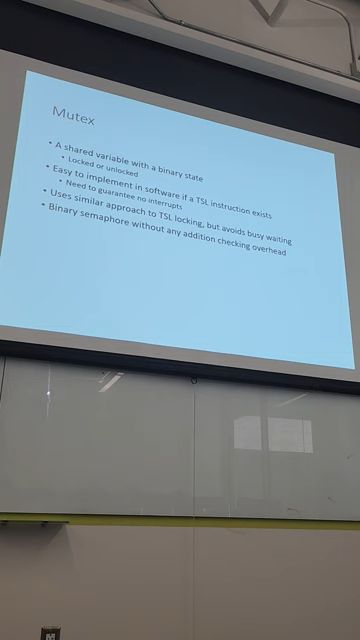 Mutex
• A shared variable with a binary state
• Locked or unlocked
• Easy to implement in software if a TSL instruction exists
• Need to guarantee no interrupts
• Uses similar approach to TSL locking, but avoids busy waiting
• Binary semaphore without any addition checking overhead